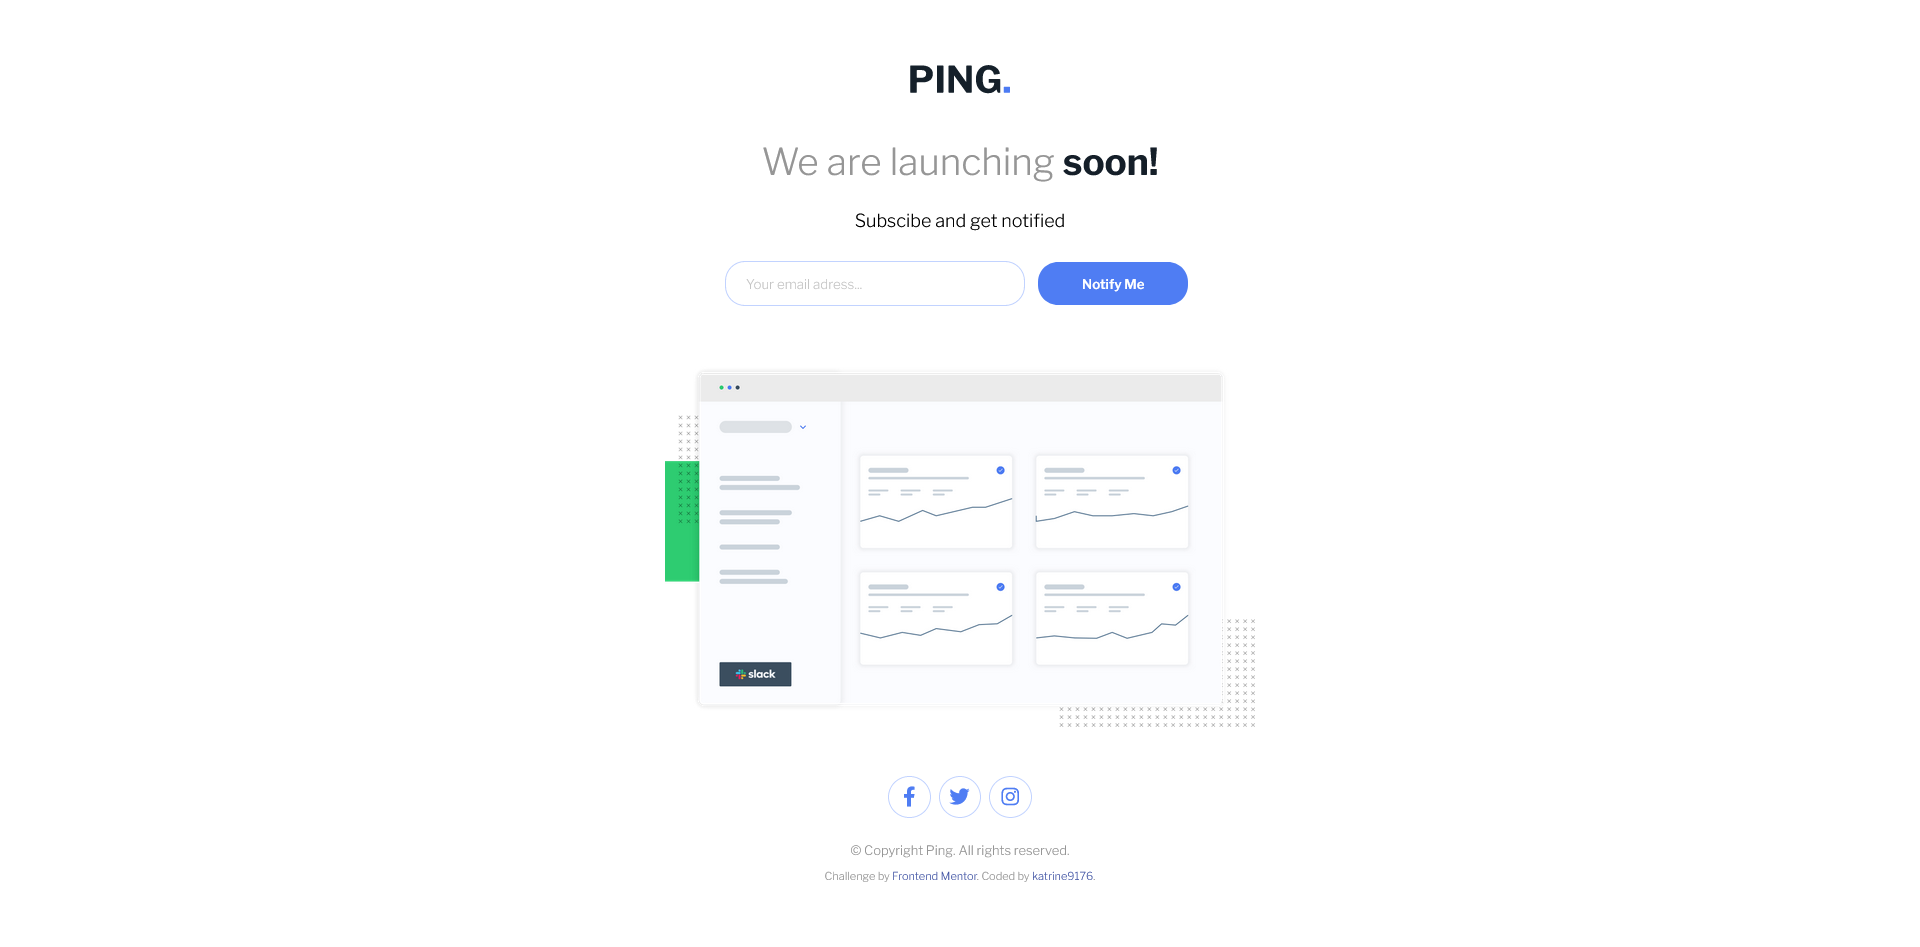 PING.
We are launching soon!
Subscibe and get notified
Your email adress...
Notify Me
slack
© Copyright Ping. All rights reserved.
Challenge by Frontend Mentor. Coded by katrine9176.